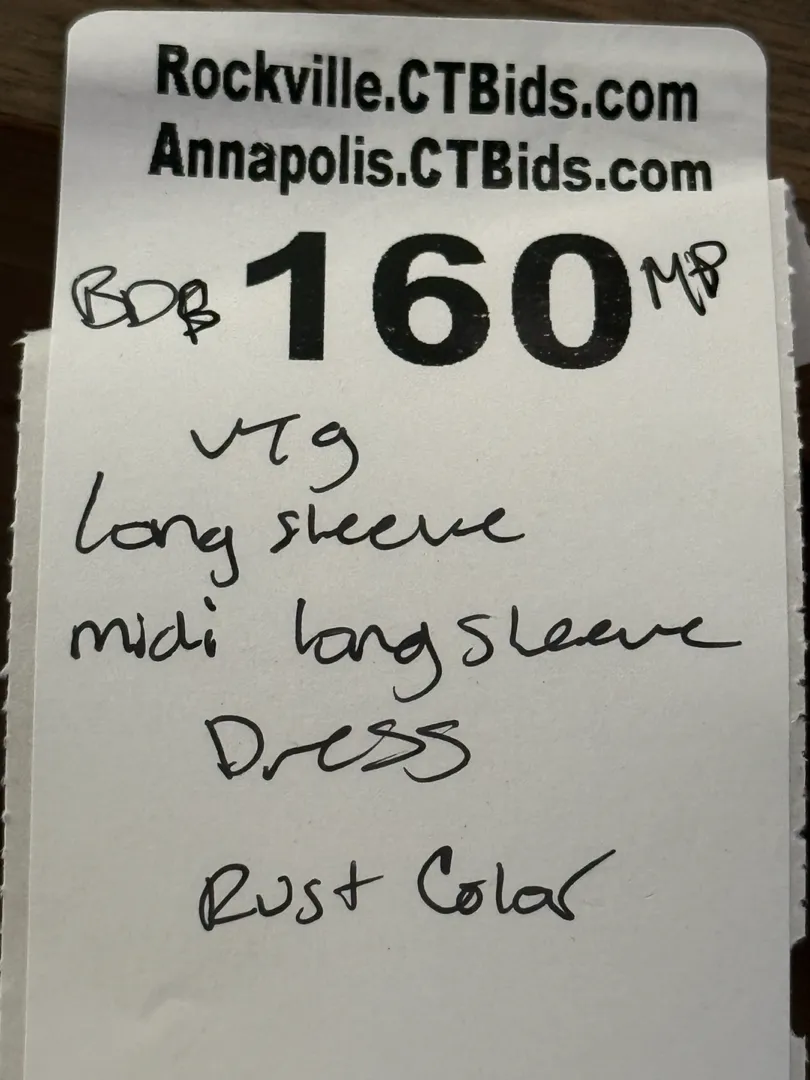 Rockville.CTBids.com
Annapolis.CTBids.com
BDB 160 MP
VTg
Long sleeve
midi long sleeve
Dress
Rust Color